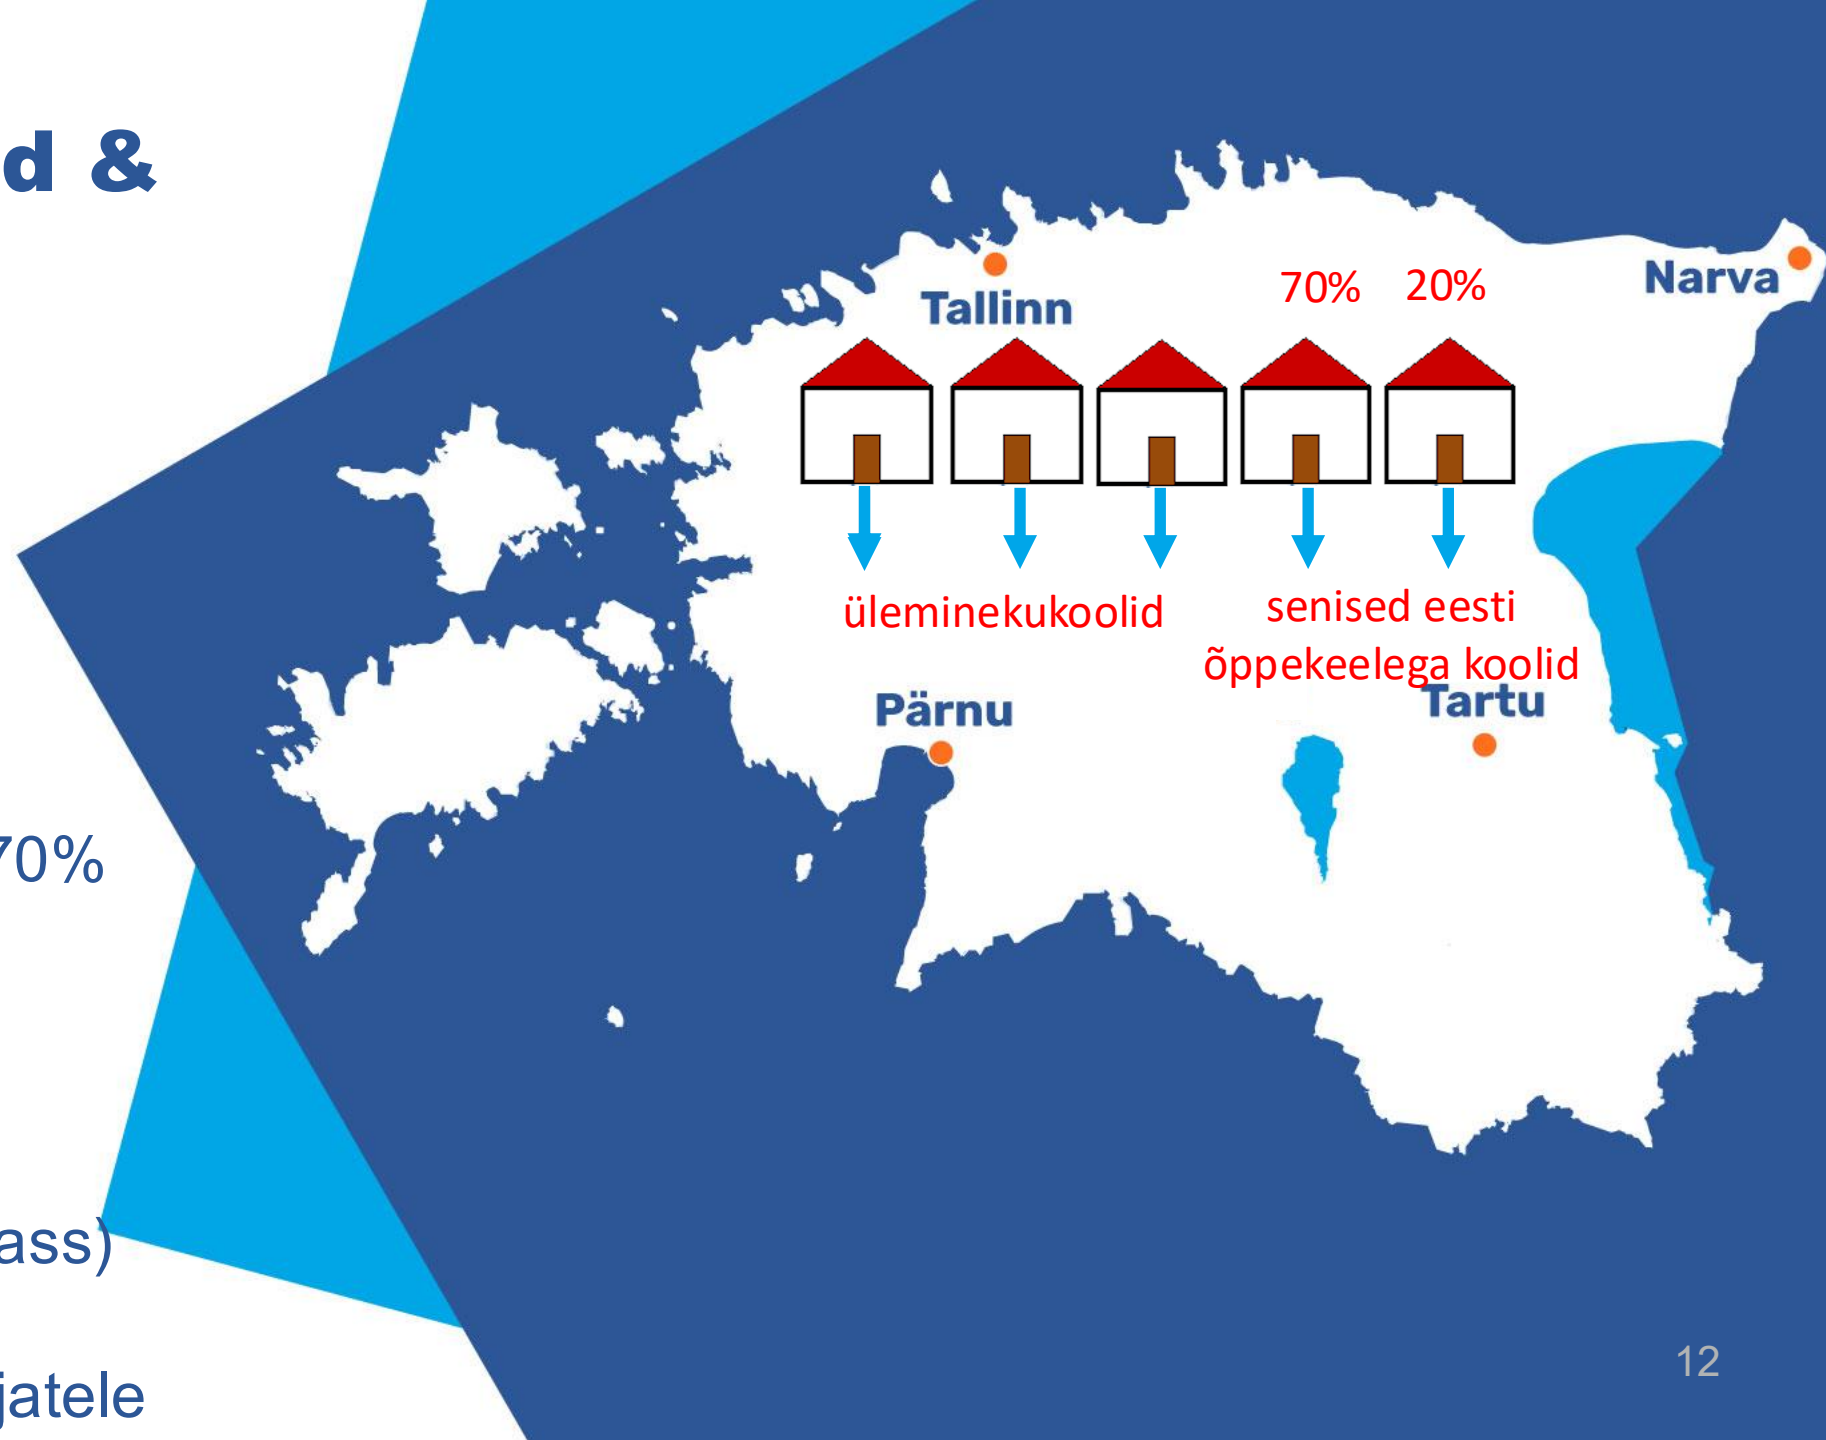 d &
70%
ass)
jatele
Tallinn
70% 20%
Narva
üleminekukoolid
senised eesti
õppekeelega koolid
Pärnu
Tartu
12